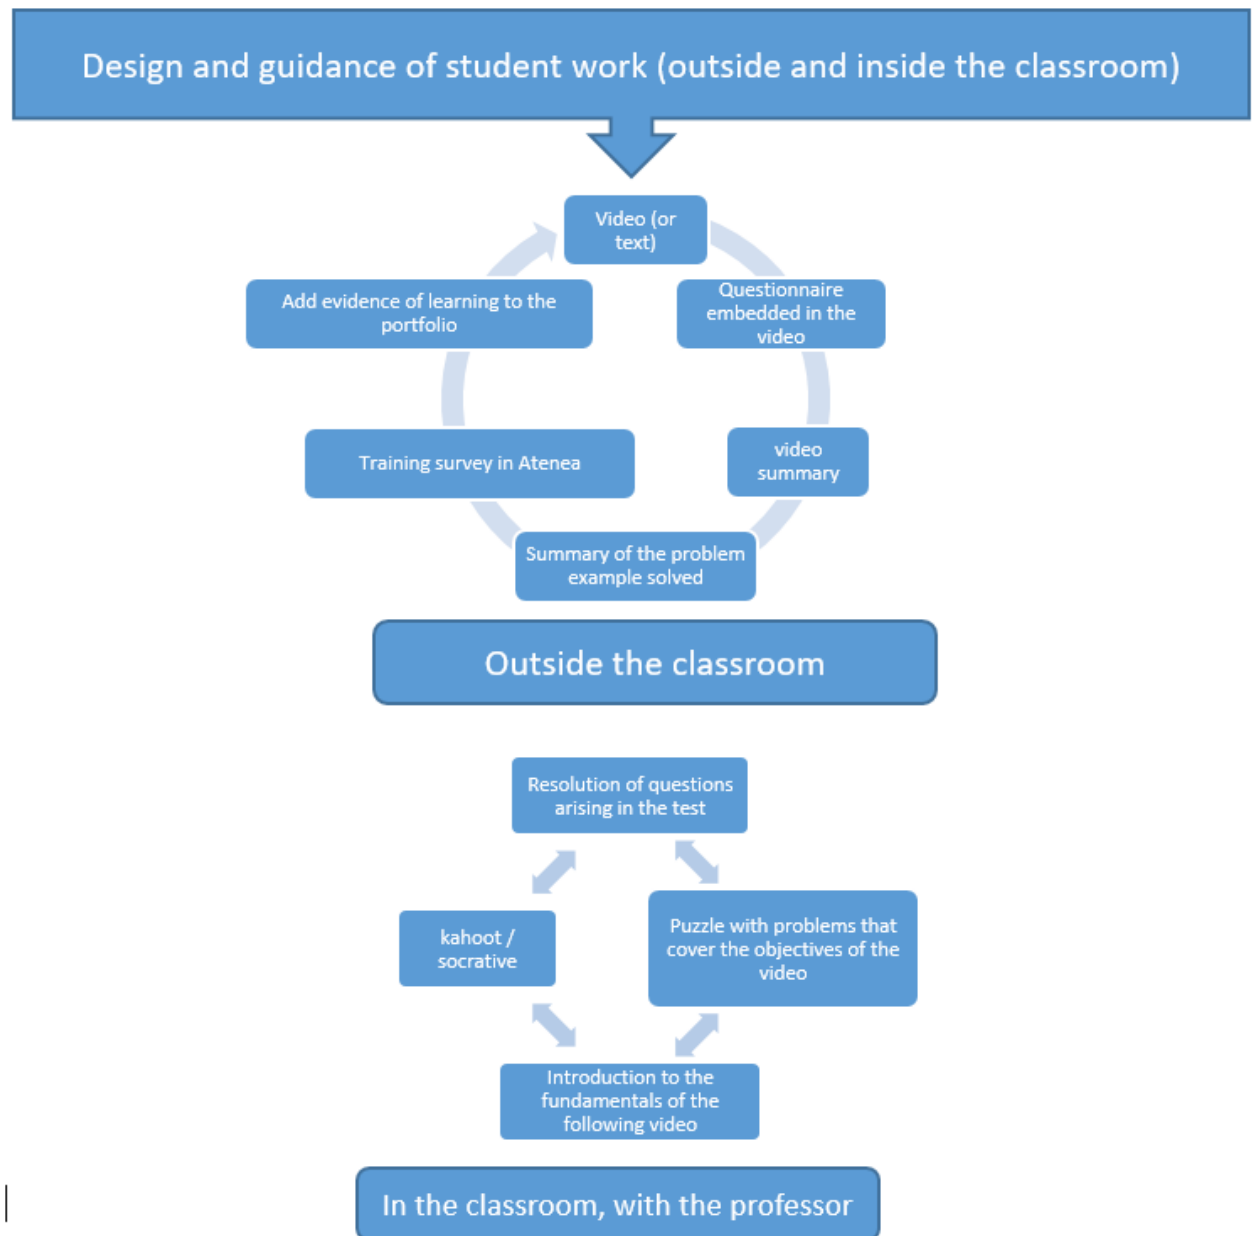 Design and guidance of student work (outside and inside the classroom)
Video (or
text)
Questionnaire
embedded in the
video
video
summary
Summary of the problem
example solved
Training survey in Atenea
Add evidence of learning to the
portfolio
Outside the classroom
Resolution of questions
arising in the test
Puzzle with problems that
cover the objectives of the
video
Introduction to the
fundamentals of the
following video
kahoot /
socrative
In the classroom, with the professor